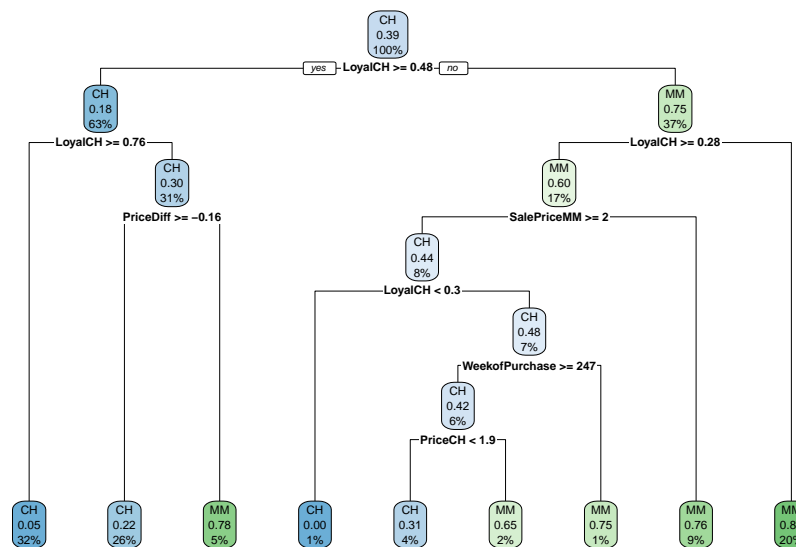 CH
0.39
100%
yes LoyalCH >= 0.48 no
CH
0.18
63%
MM
0.75
37%
LoyalCH >= 0.76
LoyalCH >= 0.28
CH
0.30
31%
MM
0.60
17%
PriceDiff >= −0.16
SalePriceMM >= 2
CH
0.44
8%
LoyalCH < 0.3
CH
0.48
7%
WeekofPurchase >= 247
CH
0.42
6%
PriceCH < 1.9
CH
0.05
32%
CH
0.22
26%
MM
0.78
5%
CH
0.00
1%
CH
0.31
4%
MM
0.65
2%
MM
0.75
1%
MM
0.76
9%
MM
20%